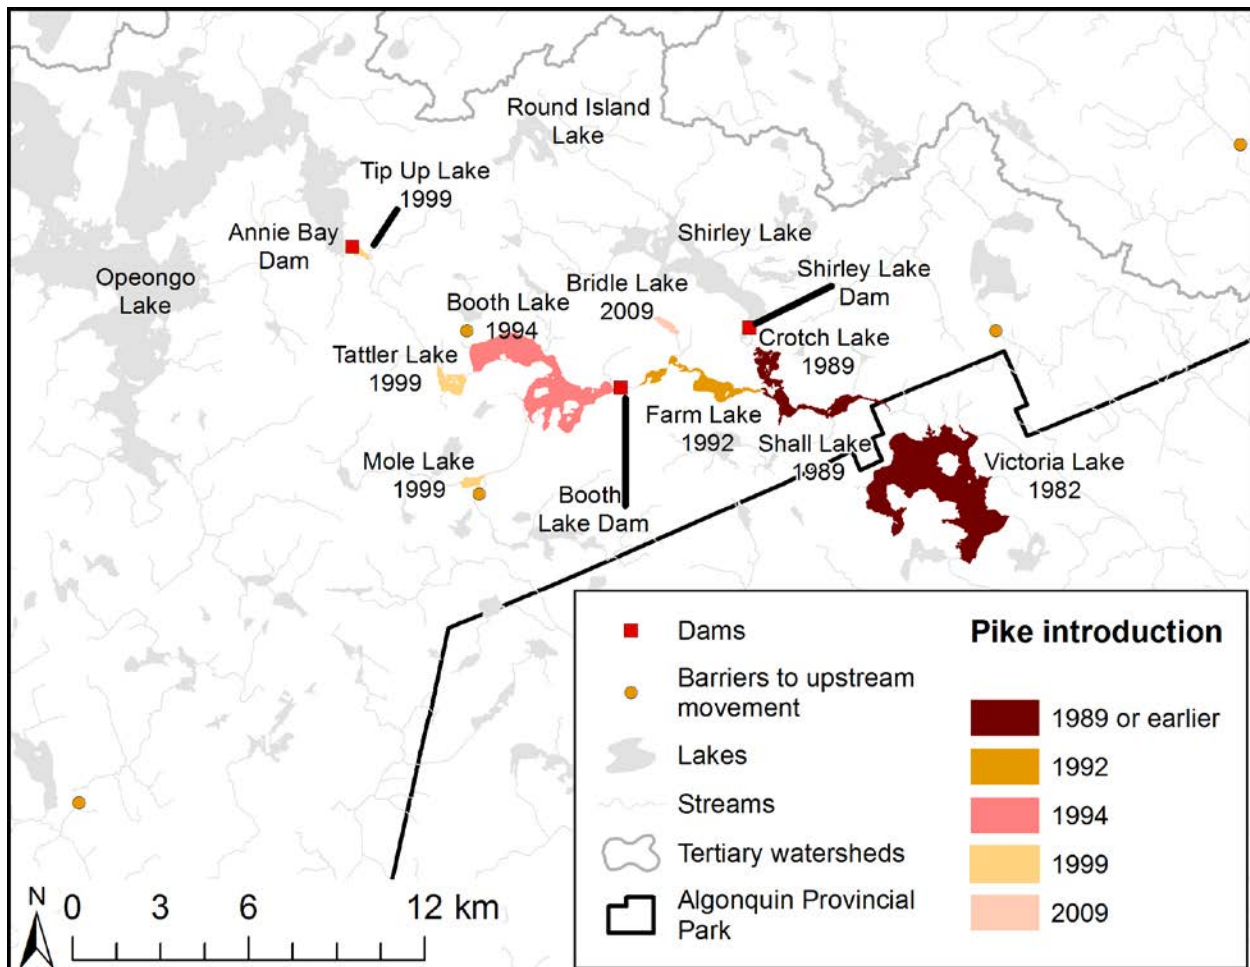 Round Island
Lake
Tip Up Lake
1999
Annie Bay
Dam
Shirley Lake
Opeongo
Lake
Shirley Lake
Dam
Bridle Lake
2009
Booth Lake
1994
Crotch Lake
1989
Tattler Lake
1999
Farm Lake
1992
Shall Lake
1989
Victoria Lake
1982
Mole Lake
1999
Booth
Lake Dam
Dams
Barriers to upstream
movement
Lakes
Streams
Tertiary watersheds
Algonquin Provincial
Park
Pike introduction
1989 or earlier
1992
1994
1999
2009
N
0 3 6 12 km